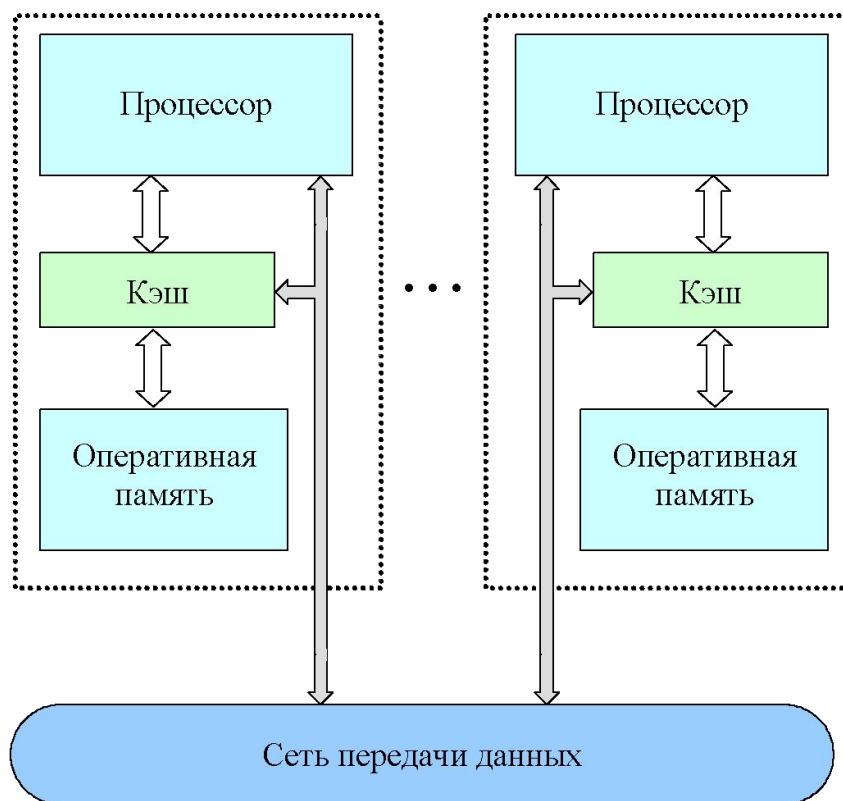 Процессор
Процессор
Кэш
Кэш
Оперативная
память
Оперативная
память
Сеть передачи данных